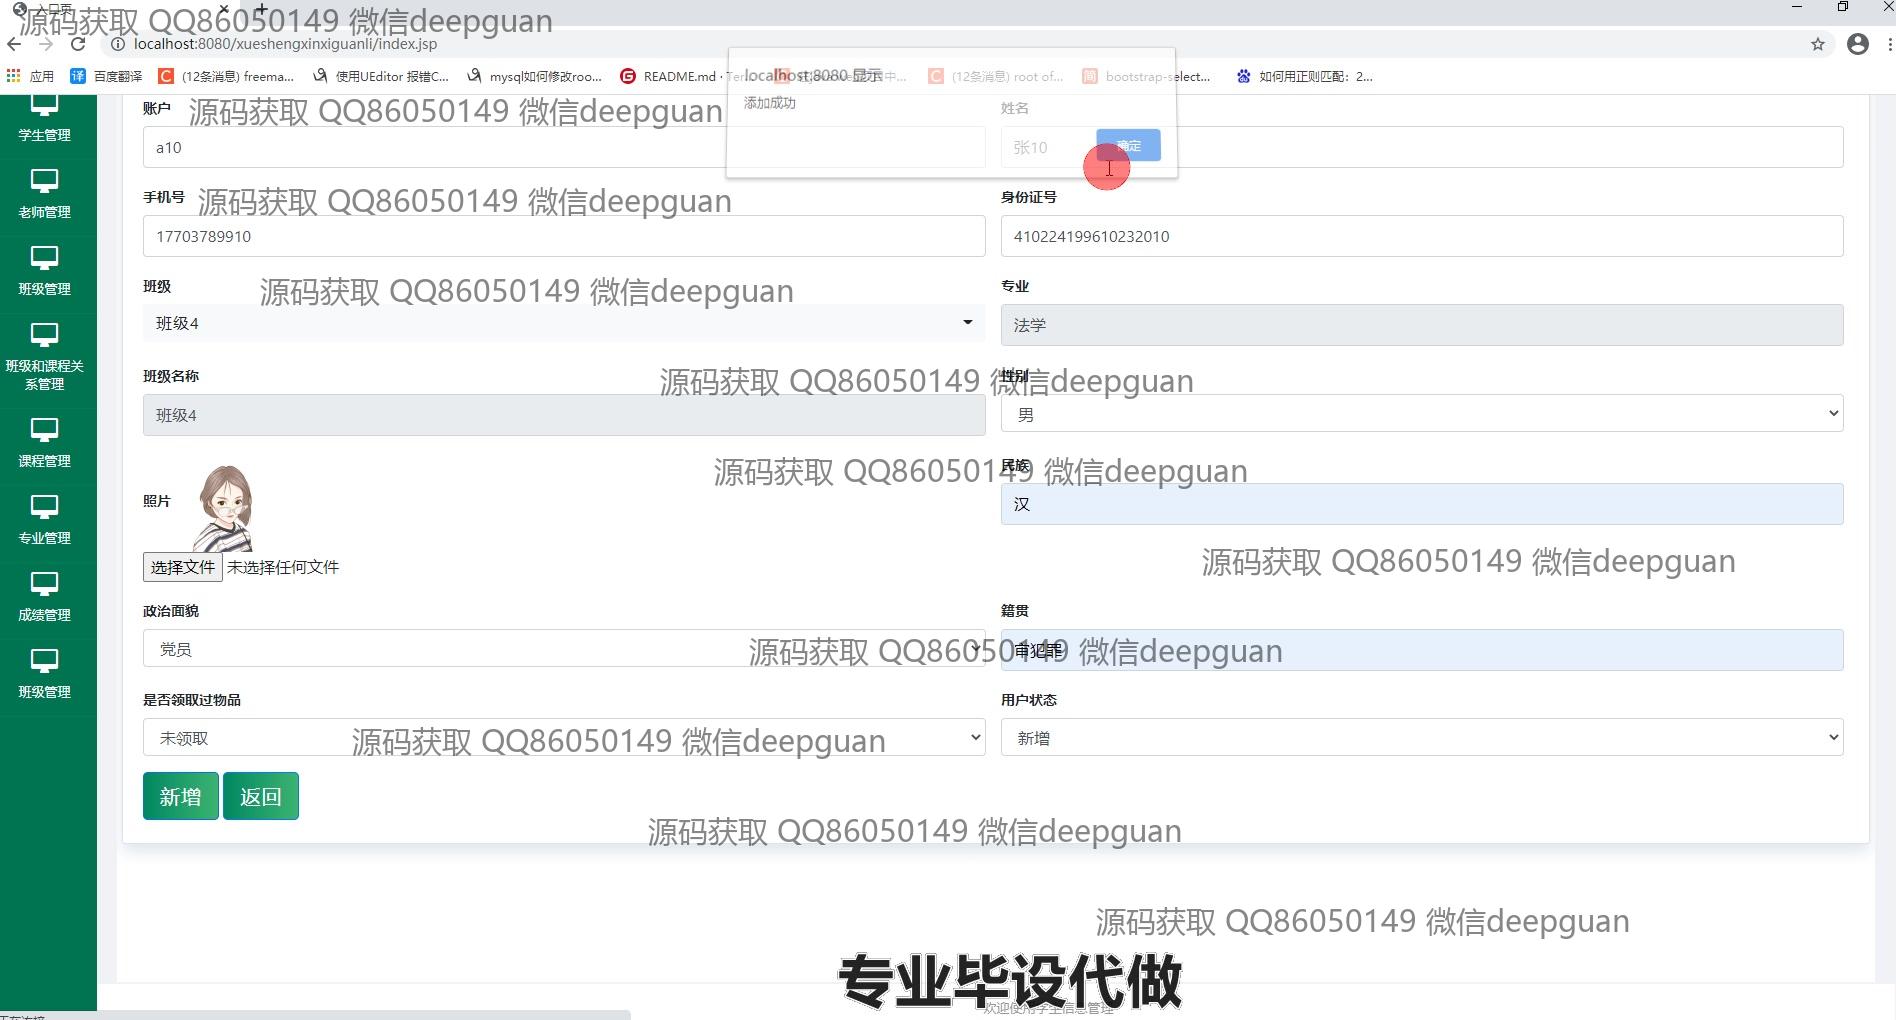 入口页
源码获取 QQ86050149 微信deepguan
localhost:8080/xueshengxinxiguanli/index.jsp
应用
百度翻译
(12条消息) freema...
使用UEditor 报错C...
mysql如何修改roo...
README.md ·
(12条消息) root of...
bootstrap-select...
如何用正则匹配：2...
localhost:8080 显示
添加成功
确定
学生管理
老师管理
班级管理
班级和课程关
系管理
课程管理
专业管理
成绩管理
班级管理
账户
源码获取 QQ86050149 微信deepguan
姓名
a10
张10
手机号
源码获取 QQ86050149 微信deepguan
身份证号
17703789910
410224199610232010
班级
源码获取 QQ86050149 微信deepguan
专业
班级4
法学
班级名称
源码获取 QQ86050149 微信deepguan
性别
班级4
男
源码获取 QQ86050149 微信deepguan
民族
照片
汉
选择文件 未选择任何文件
源码获取 QQ86050149 微信deepguan
政治面貌
籍贯
党员
源码获取 QQ86050149 微信deepguan
是否领取过物品
用户状态
未领取
源码获取 QQ86050149 微信deepguan
新增
新增
返回
源码获取 QQ86050149 微信deepguan
源码获取 QQ86050149 微信deepguan
专业毕设代做
欢迎使用学生信息管理